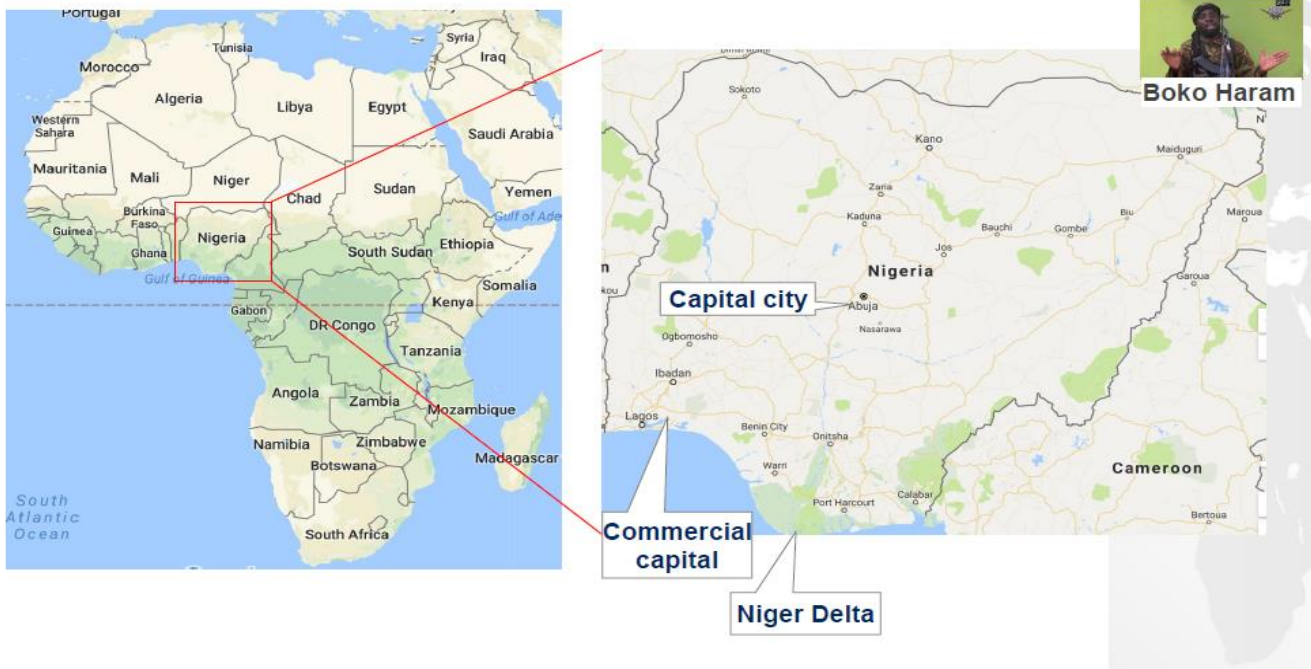 Portugal
Tunisia
Morocco
Syria
Iraq
Algeria
Libya
Egypt
Western
Sahara
Saudi Arabia
Mauritania
Mali
Niger
Chad
Sudan
Yemen
Gulf of Ade
Burkina
Faso
Guinea
Nigeria
Ghana
South Sudan
Ethiopia
Gulf of Guinea
Somalia
Gabon
Kenya
DR Congo
Tanzania
Angola
Zambia
Mozambique
Namibia
Zimbabwe
Botswana
Madagascar
South
Atlantic
Ocean
South Africa
Boko Haram
Sokoto
N
Kano
Maiduguri
Zaria
Kaduna
Bauchi
Gombe
Biu
Maroua
Jos
Nigeria
Garoua
n
kou
Capital city
Abuja
Nasarawa
Ogbomosho
Ibadan
Lagos
Benin City
Onitsha
Warri
Port Harcourt
Calabar
Cameroon
Bertoua
Commercial
capital
Niger Delta